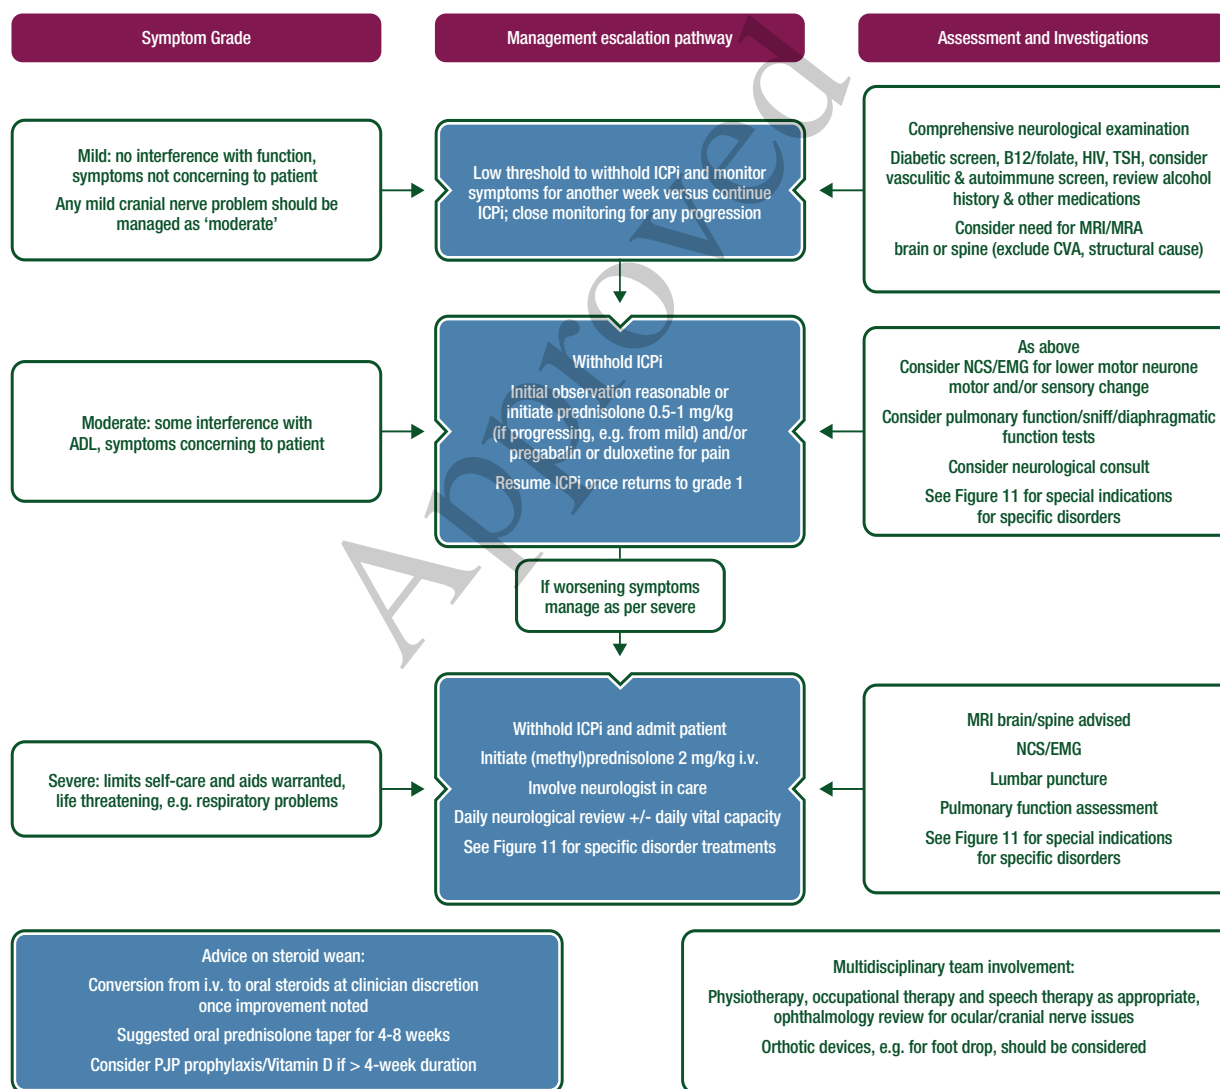 Symptom Grade
Management escalation pathway
Assessment and Investigations
Mild: no interference with function,
symptoms not concerning to patient
Any mild cranial nerve problem should be
managed as ‘moderate’
Low threshold to withhold ICPi and monitor
symptoms for another week versus continue
ICPi; close monitoring for any progression
Comprehensive neurological examination
Diabetic screen, B12/folate, HIV, TSH, consider
vasculitic & autoimmune screen, review alcohol
history & other medications
Consider need for MRI/MRA
brain or spine (exclude CVA, structural cause)
Moderate: some interference with
ADL, symptoms concerning to patient
Withhold ICPi
Initial observation reasonable or
initiate prednisolone 0.5-1 mg/kg
(if progressing, e.g. from mild) and/or
pregabalin or duloxetine for pain
Resume ICPi once returns to grade 1
As above
Consider NCS/EMG for lower motor neurone
motor and/or sensory change
Consider pulmonary function/sniff/diaphragmatic
function tests
Consider neurological consult
See Figure 11 for special indications
for specific disorders
If worsening symptoms
manage as per severe
Severe: limits self-care and aids warranted,
life threatening, e.g. respiratory problems
Withhold ICPi and admit patient
Initiate (methyl)prednisolone 2 mg/kg i.v.
Involve neurologist in care
Daily neurological review +/- daily vital capacity
See Figure 11 for specific disorder treatments
MRI brain/spine advised
NCS/EMG
Lumbar puncture
Pulmonary function assessment
See Figure 11 for special indications
for specific disorders
Advice on steroid wean:
Conversion from i.v. to oral steroids at clinician discretion
once improvement noted
Suggested oral prednisolone taper for 4-8 weeks
Consider PJP prophylaxis/Vitamin D if > 4-week duration
Multidisciplinary team involvement:
Physiotherapy, occupational therapy and speech therapy as appropriate,
ophthalmology review for ocular/cranial nerve issues
Orthotic devices, e.g. for foot drop, should be considered
Approved